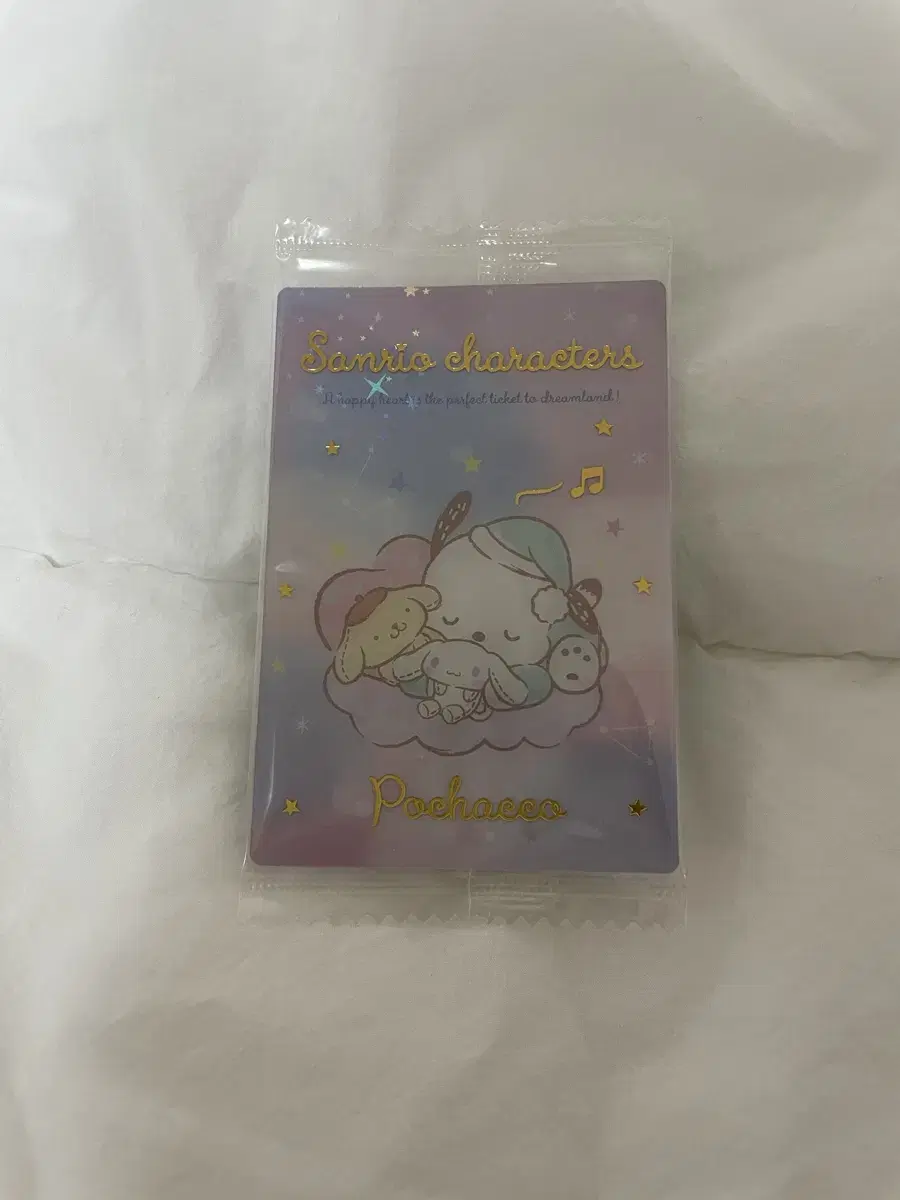 Sanrio characters
A happy heart is the perfect ticket to dreamland!
Pochacco